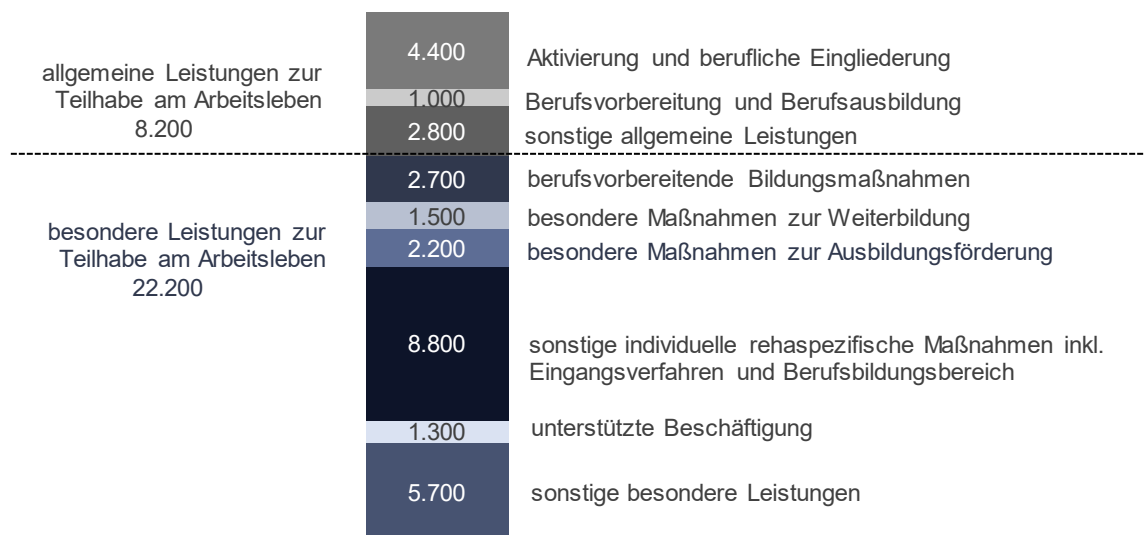 allgemeine Leistungen zur
Teilhabe am Arbeitsleben
8.200
4.400
Aktivierung und berufliche Eingliederung
1.000
Berufsvorbereitung und Berufsausbildung
2.800
sonstige allgemeine Leistungen
besondere Leistungen zur
Teilhabe am Arbeitsleben
22.200
2.700
berufsvorbereitende Bildungsmaßnahmen
1.500
besondere Maßnahmen zur Weiterbildung
2.200
besondere Maßnahmen zur Ausbildungsförderung
8.800
sonstige individuelle rehaspezifische Maßnahmen inkl.
Eingangsverfahren und Berufsbildungsbereich
1.300
unterstützte Beschäftigung
5.700
sonstige besondere Leistungen